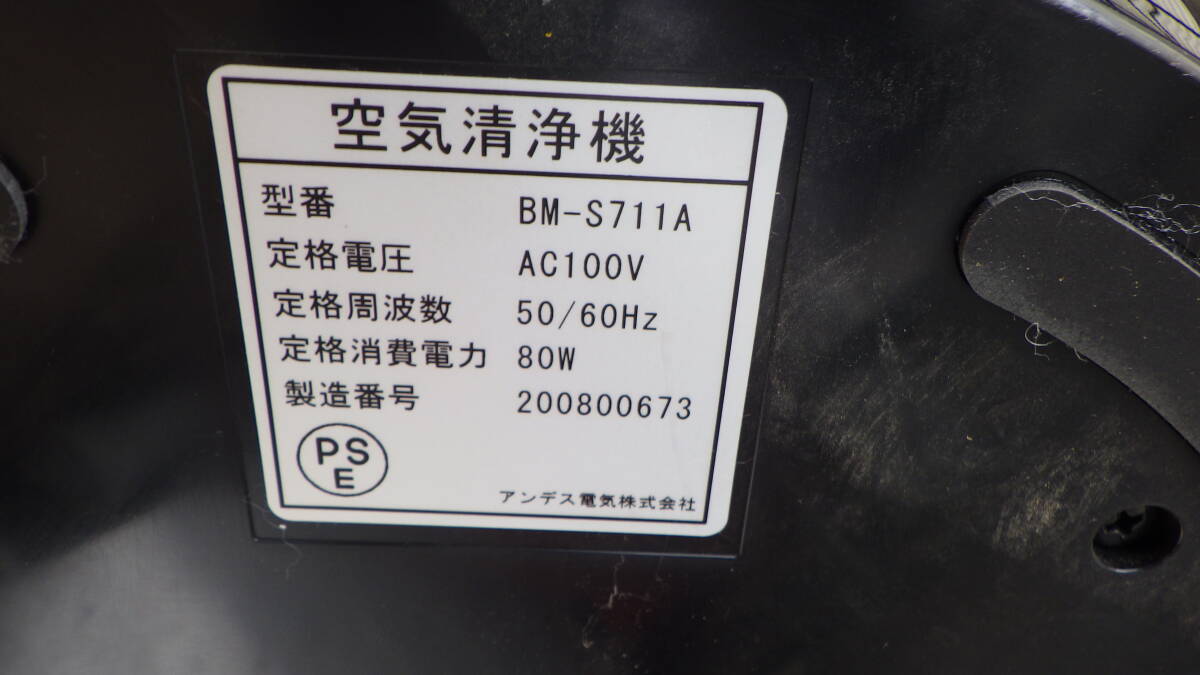 空気清浄機
型番 BM-S711A
定格電圧 AC100V
定格周波数 50/60Hz
定格消費電力 80W
製造番号 200800673
PS
E
アンデス電気株式会社